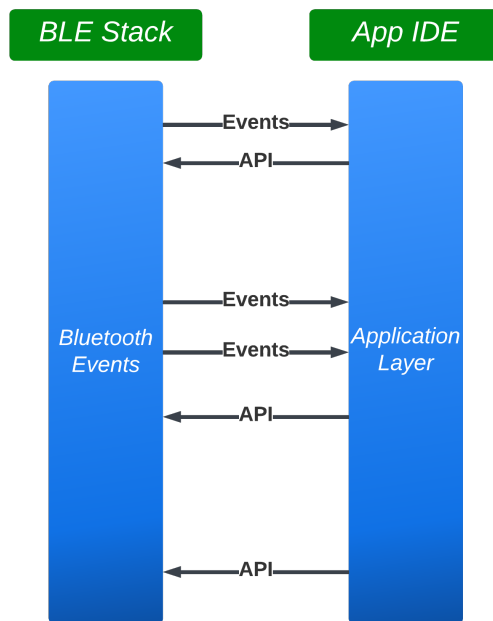 BLE Stack
App IDE
Events
API
Events
Bluetooth
Events
Application
Layer
Events
API
API